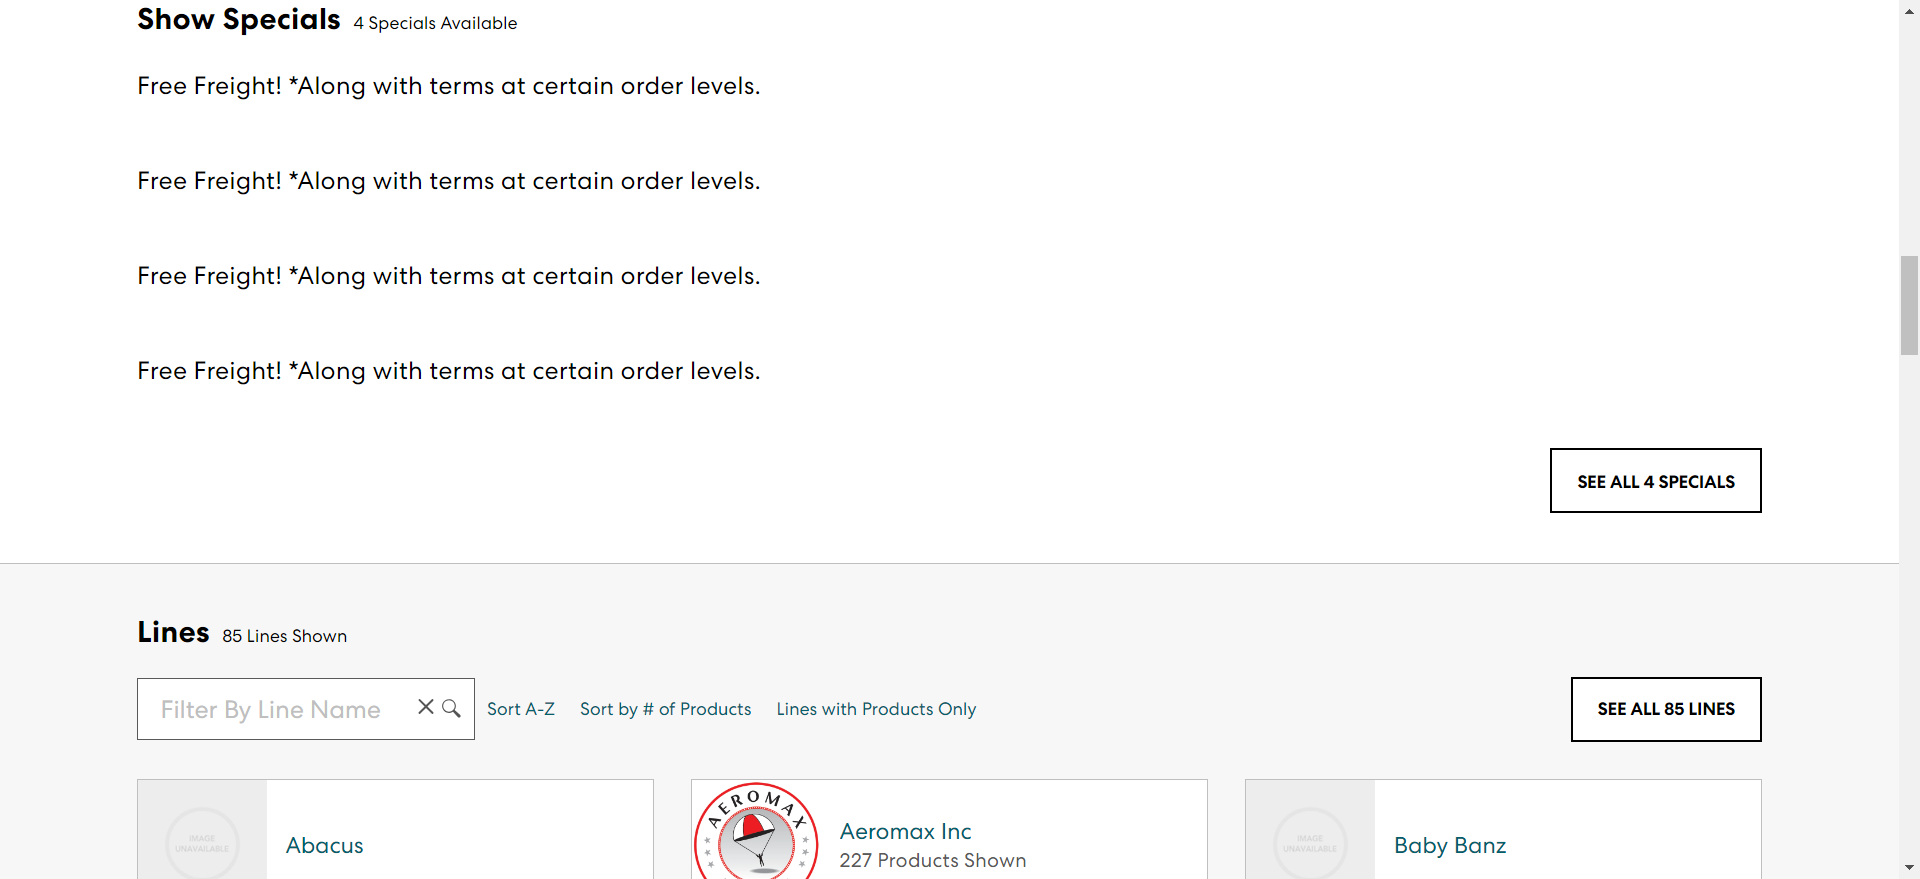 Show Specials 4 Specials Available
Free Freight! *Along with terms at certain order levels.
Free Freight! *Along with terms at certain order levels.
Free Freight! *Along with terms at certain order levels.
Free Freight! *Along with terms at certain order levels.
SEE ALL 4 SPECIALS
Lines 85 Lines Shown
Filter By Line Name Sort A-Z Sort by # of Products Lines with Products Only SEE ALL 85 LINES
IMAGE
UNAVAILABLE
Abacus
AEROMAX
Aeromax Inc
227 Products Shown
IMAGE
UNAVAILABLE
Baby Banz